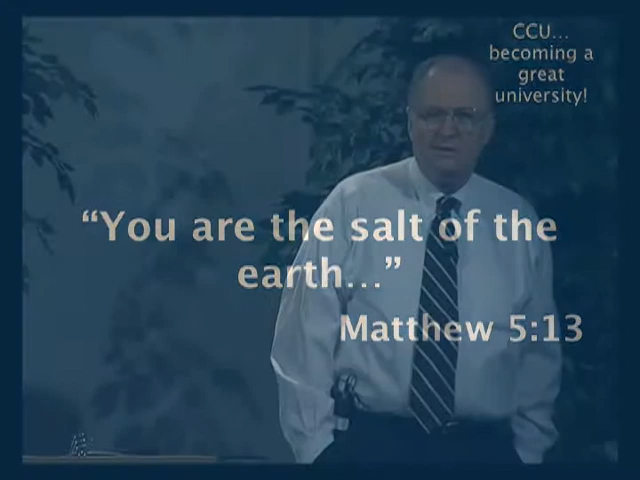 CCU...
becoming a
great
university!
“You are the salt of the
earth...”
Matthew 5:13